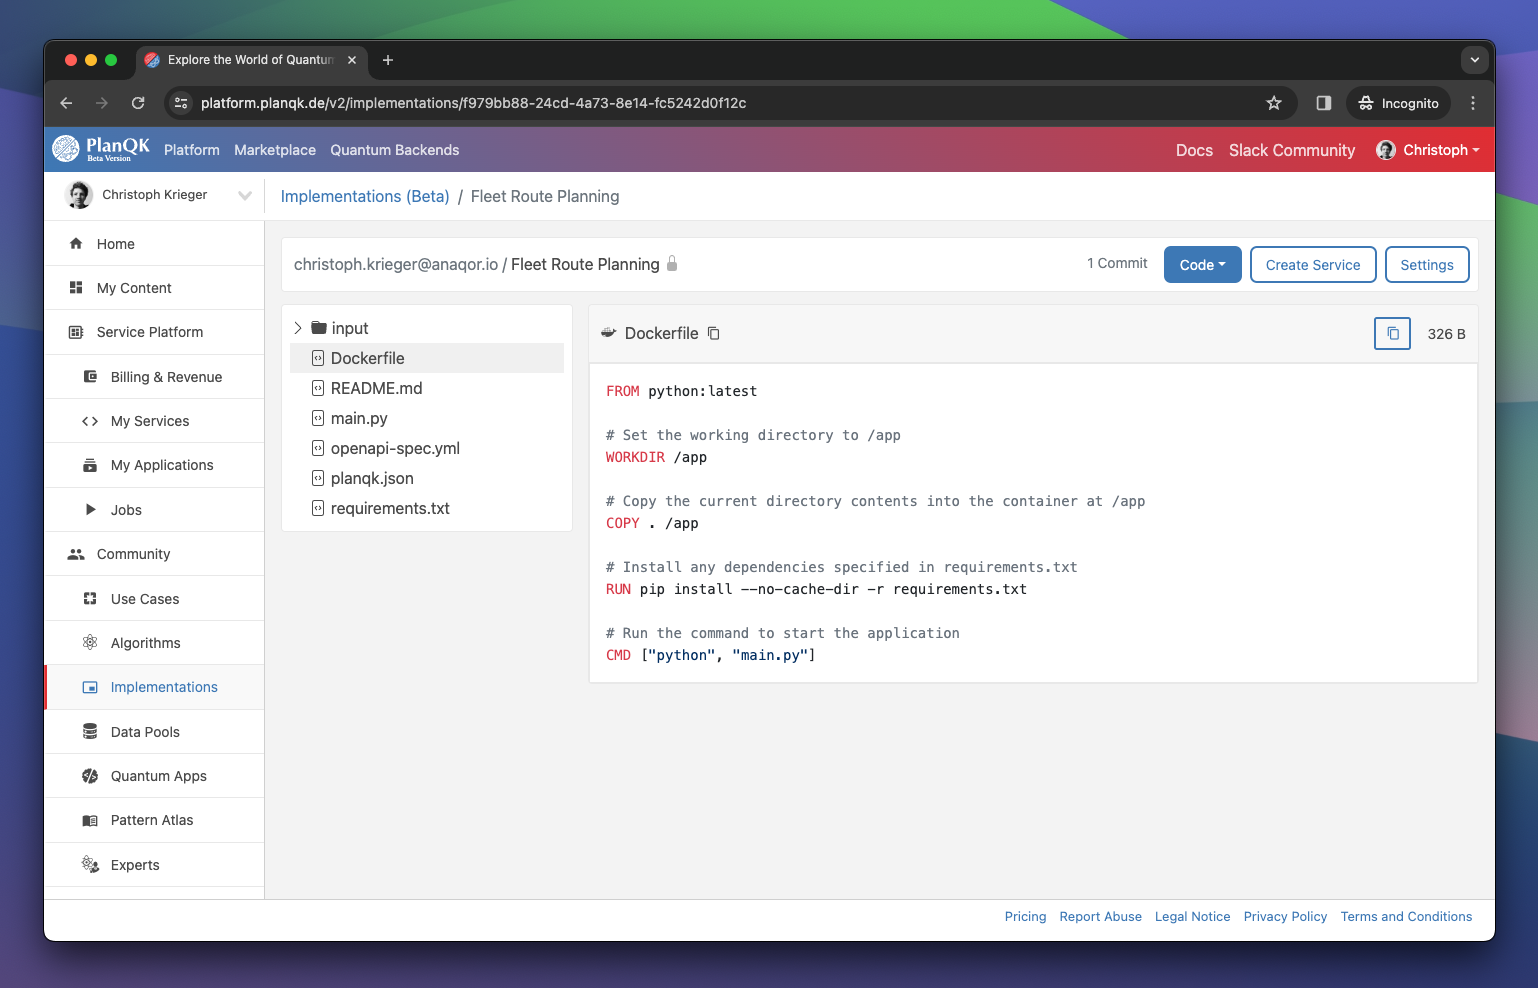 Explore the World of Quantum
platform.planqk.de/v2/implementations/f979bb88-24cd-4a73-8e14-fc5242d0f12c
Incognito
PlanQK
Beta Version
Platform
Marketplace
Quantum Backends
Docs
Slack Community
Christoph
Christoph Krieger
Implementations (Beta) / Fleet Route Planning
Home
My Content
Service Platform
Billing & Revenue
My Services
My Applications
Jobs
Community
Use Cases
Algorithms
Implementations
Data Pools
Quantum Apps
Pattern Atlas
Experts
christoph.krieger@anaqor.io / Fleet Route Planning
1 Commit
Code
Create Service
Settings
input
Dockerfile
README.md
main.py
openapi-spec.yml
planqk.json
requirements.txt
Dockerfile
326 B
FROM python:latest
# Set the working directory to /app
WORKDIR /app
# Copy the current directory contents into the container at /app
COPY . /app
# Install any dependencies specified in requirements.txt
RUN pip install --no-cache-dir -r requirements.txt
# Run the command to start the application
CMD ["python", "main.py"]
Pricing
Report Abuse
Legal Notice
Privacy Policy
Terms and Conditions